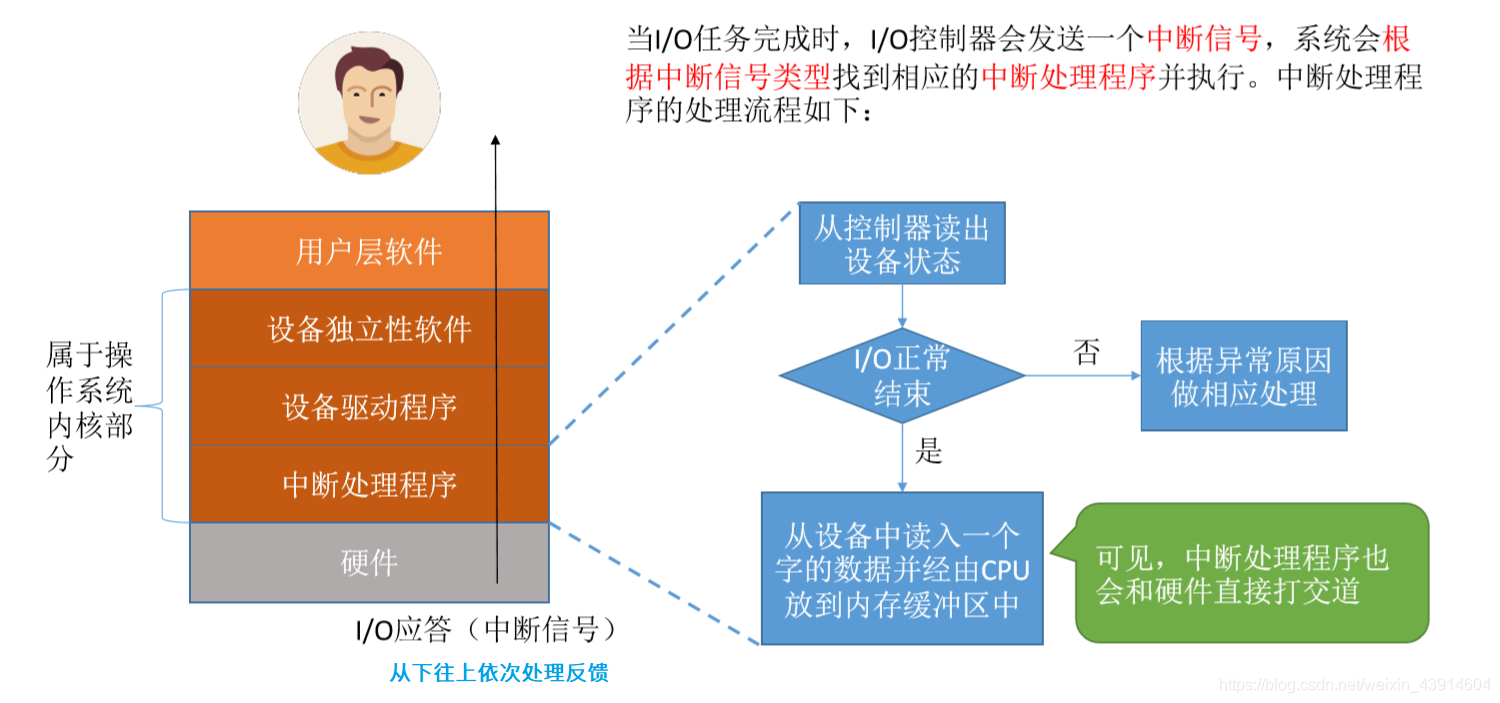 当I/O任务完成时，I/O控制器会发送一个中断信号，系统会根
据中断信号类型找到相应的中断处理程序并执行。中断处理程
序的处理流程如下：
用户层软件
设备独立性软件
设备驱动程序
中断处理程序
硬件
属于操
作系统
内核部
分
I/O应答（中断信号）
从下往上依次处理反馈
从控制器读出
设备状态
I/O正常
结束
否
根据异常原因
做相应处理
是
从设备中读入一个
字的数据并经由CPU
放到内存缓冲区中
可见，中断处理程序也
会和硬件直接打交道
https://blog.csdn.net/weixin_43914604